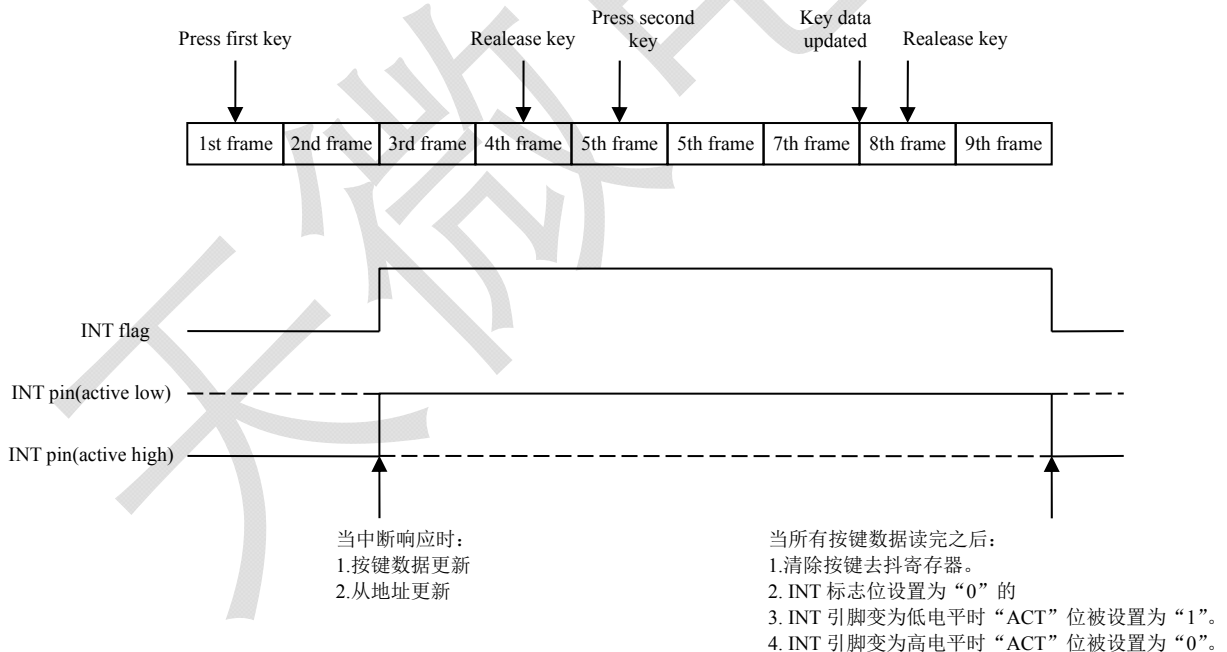 Press first key
Realease key
Press second
key
Key data
updated
Realease key
1st frame 2nd frame 3rd frame 4th frame 5th frame 5th frame 7th frame 8th frame 9th frame
INT flag
INT pin(active low)
INT pin(active high)
当中断响应时：
1.按键数据更新
2.从地址更新
当所有按键数据读完之后：
1.清除按键去抖寄存器。
2. INT 标志位设置为“0”的
3. INT 引脚变为低电平时“ACT”位被设置为“1”。
4. INT 引脚变为高电平时“ACT”位被设置为“0”。
天微电